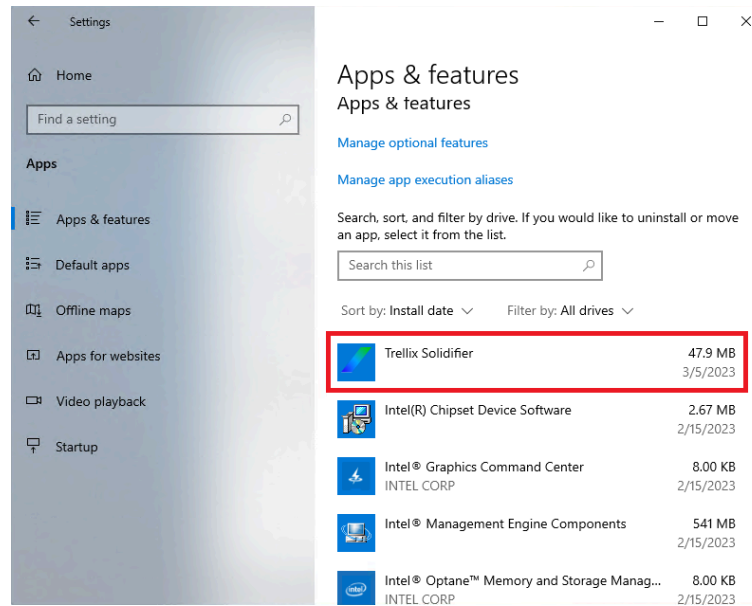 Settings
Home
Find a setting
Apps
Apps & features
Default apps
Offline maps
Apps for websites
Video playback
Startup
Apps & features
Apps & features
Manage optional features
Manage app execution aliases
Search, sort, and filter by drive. If you would like to uninstall or move
an app, select it from the list.
Search this list
Sort by: Install date Filter by: All drives
Trellix Solidifier 47.9 MB
3/5/2023
Intel(R) Chipset Device Software 2.67 MB
2/15/2023
Intel® Graphics Command Center 8.00 KB
INTEL CORP 2/15/2023
Intel® Management Engine Components 541 MB
2/15/2023
Intel® Optane™ Memory and Storage Manag... 8.00 KB
INTEL CORP 2/15/2023